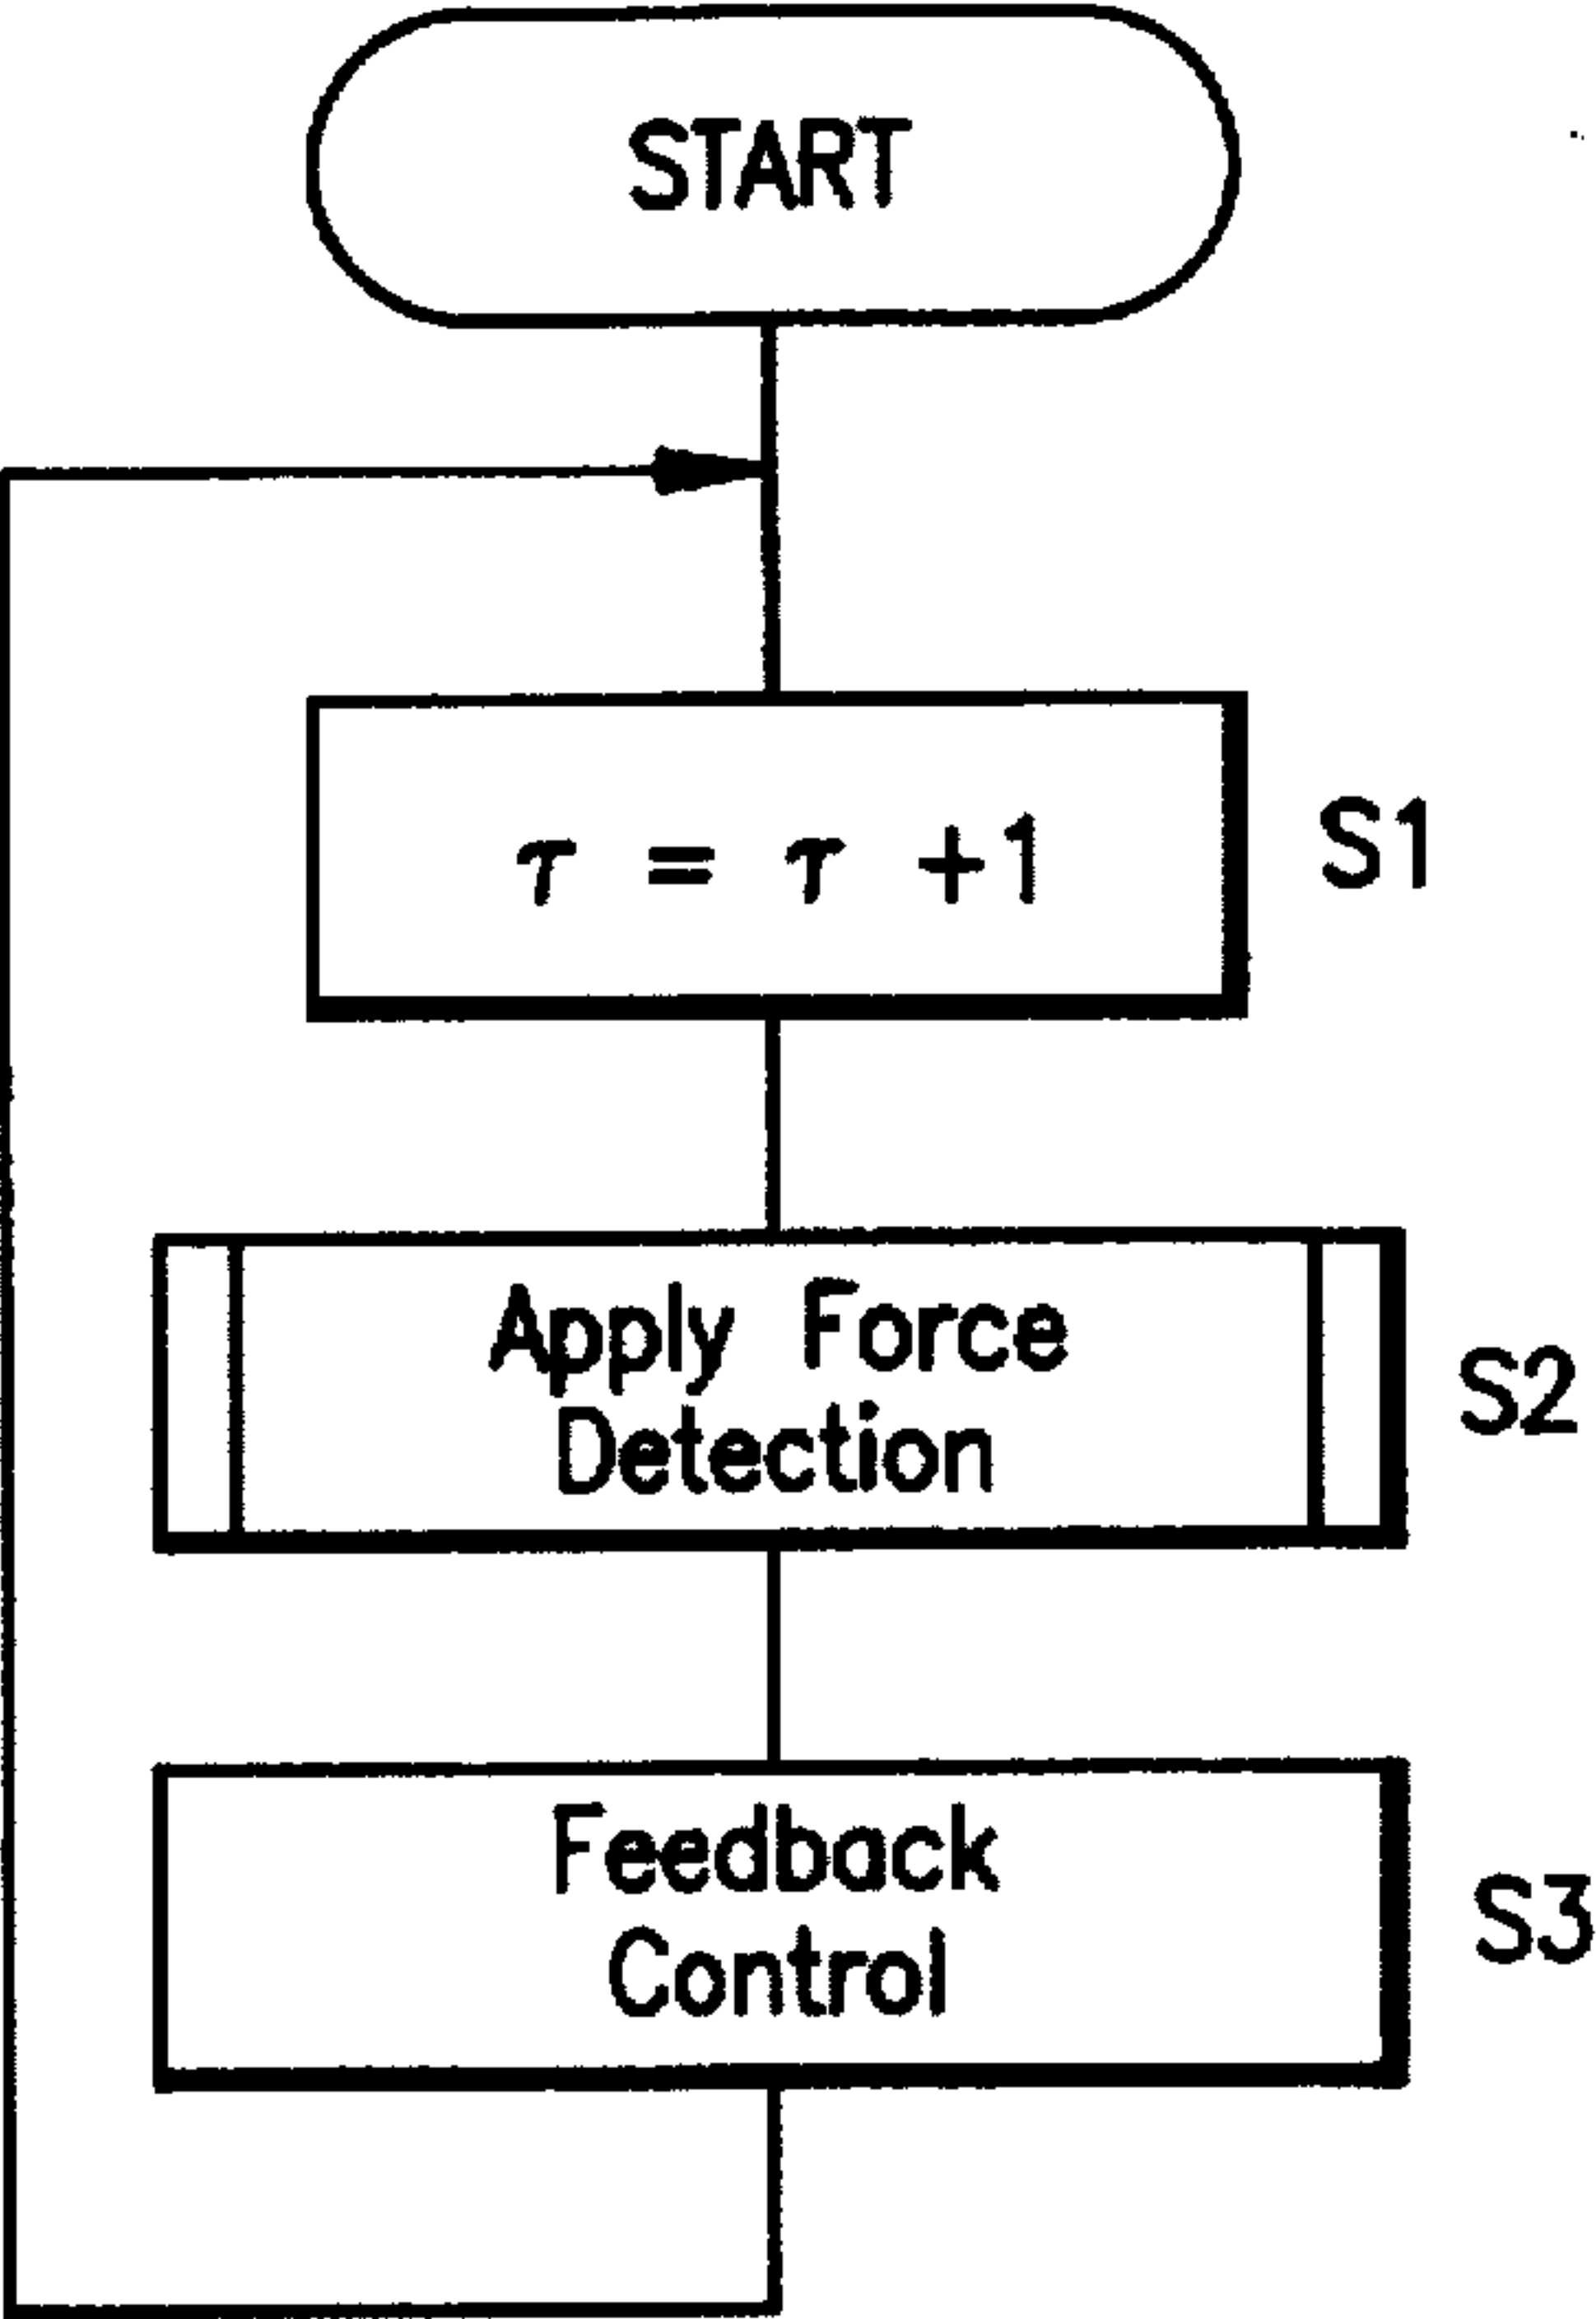 START
τ = τ +1
S1
Apply Force
Detection
S2
Feedback
Control
S3